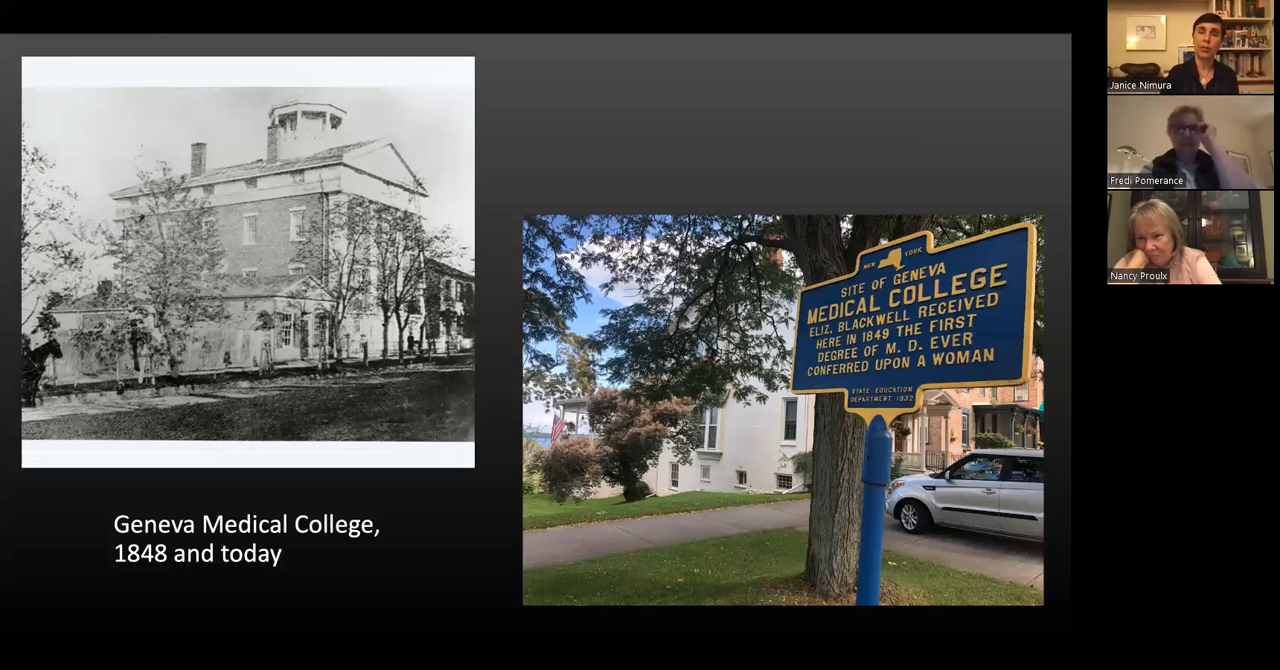 Geneva Medical College,
1848 and today
NEW YORK
SITE OF GENEVA
MEDICAL COLLEGE
ELIZ. BLACKWELL RECEIVED
HERE IN 1849 THE FIRST
DEGREE OF M. D. EVER
CONFERRED UPON A WOMAN
STATE EDUCATION
DEPARTMENT 1932
Janice Nimura
Fredi Pomerance
Nancy Proulx